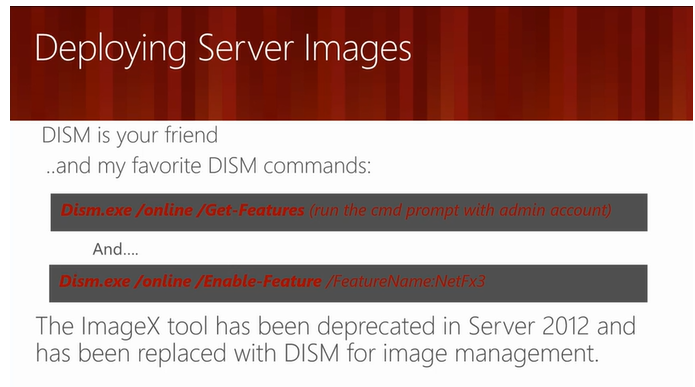 Deploying Server Images
DISM is your friend
..and my favorite DISM commands:
Dism.exe /online /Get-Features (run the cmd prompt with admin account)
And....
Dism.exe /online /Enable-Feature /FeatureName:NetFx3
The ImageX tool has been deprecated in Server 2012 and
has been replaced with DISM for image management.